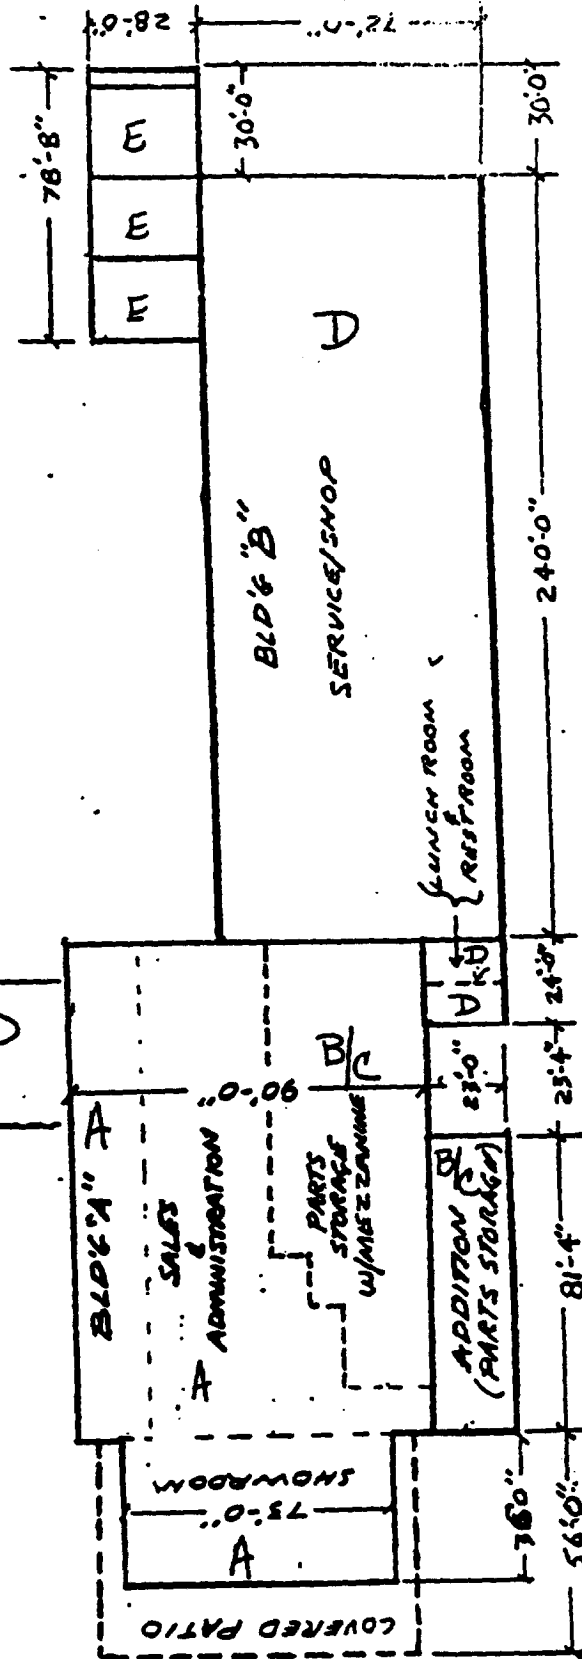 28'-0"
72'-0"
78'-8"
E
E
E
30'-0"
30'-0"
D
BLD'G "B"
SERVICE/SHOP
240'-0"
{LUNCH ROOM
&
RESTROOM
A
A
24'-0"
23'-4"
23'-0"
BLD'G "A"
A
90'-0"
B/C
SALES
&
ADMINISTRATION
A
PARTS
STORAGE
W/MEZZANINE
B/C
ADDITION
(PARTS STORAGE)
81'-4"
SHOWROOM
73'-0"
A
36'0"
56'-0"
COVERED PATIO